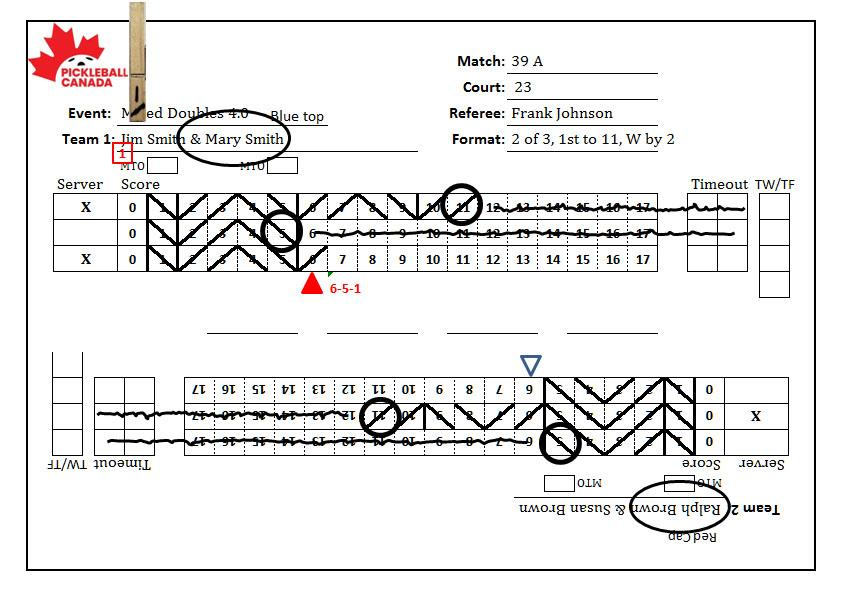 PICKLEBALL
CANADA
Match: 39 A
Court: 23
Event: Mixed Doubles 4.0 Blue top
Referee: Frank Johnson
Team 1: Jim Smith & Mary Smith
Format: 2 of 3, 1st to 11, W by 2
1
MTO MTO
Server Score Timeout TW/TF
X 0 1 2 3 4 5 6 7 8 9 10 11 12 13 14 15 16 17
0 1 2 3 4 5 6 7 8 9 10 11 12 13 14 15 16 17
X 0 1 2 3 4 5 6 7 8 9 10 11 12 13 14 15 16 17
6-5-1
17 16 15 14 13 12 11 10 9 8 7 6 5 4 3 2 1 0
17 16 15 14 13 12 11 10 9 8 7 6 5 4 3 2 1 0 X
17 16 15 14 13 12 11 10 9 8 7 6 5 4 3 2 1 0
TW/TF Timeout Score Server
MTO MTO
Team 2 Ralph Brown & Susan Brown
Red Cap